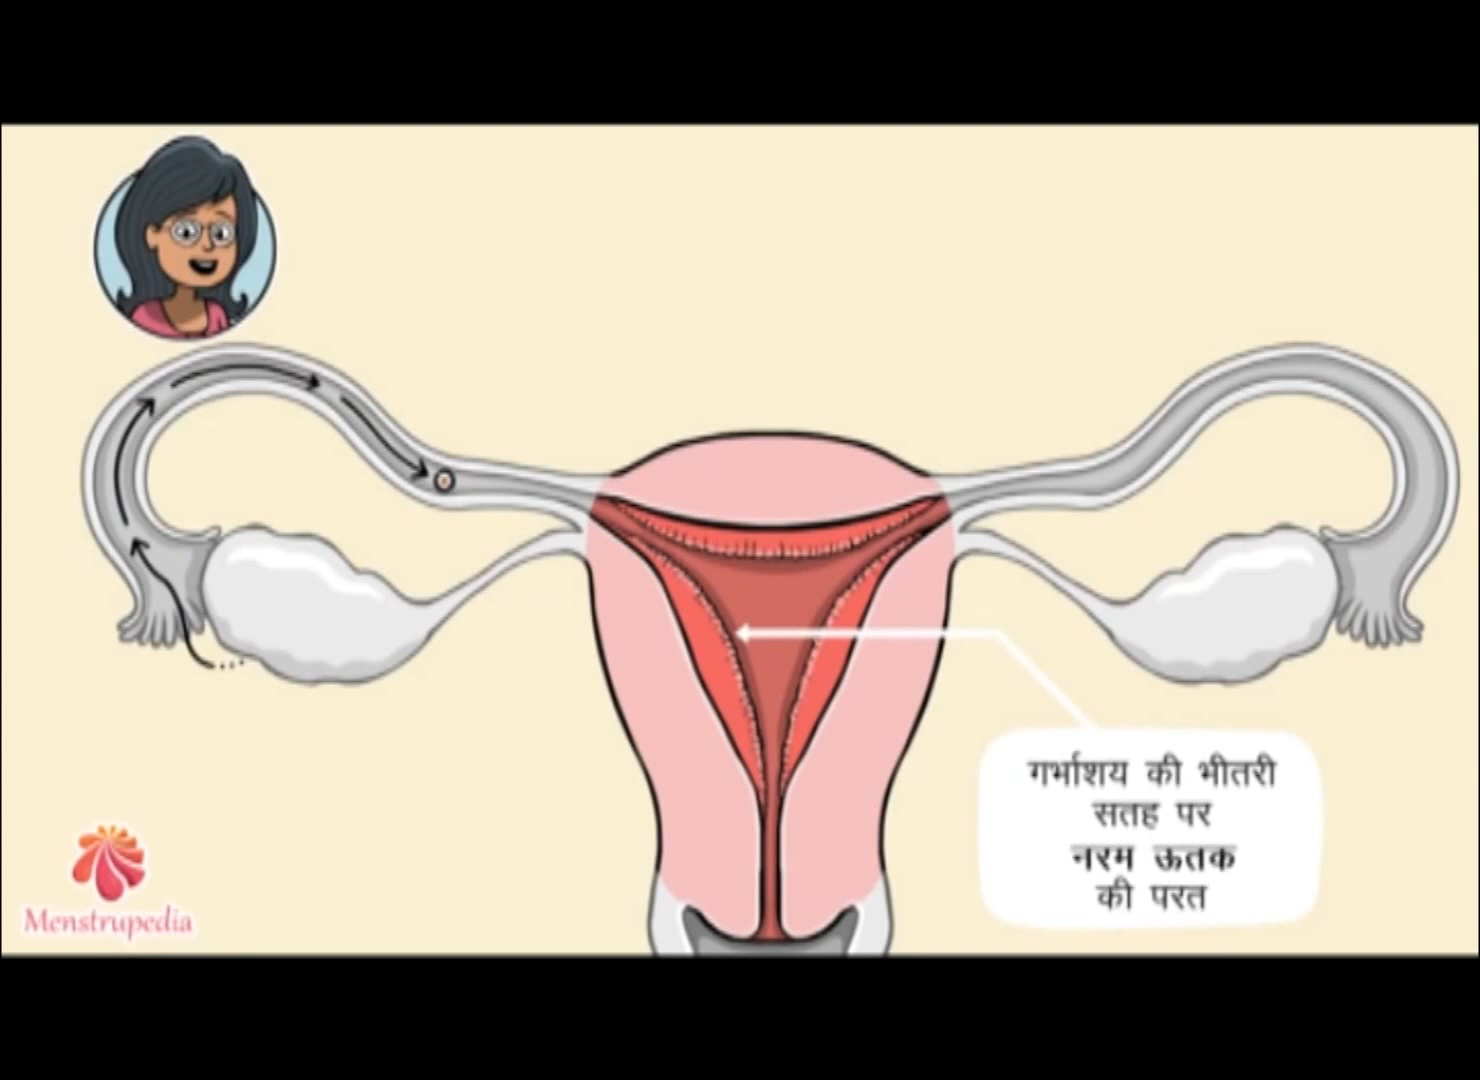 गर्भाशय की भीतरी
सतह पर
नरम ऊतक
की परत
Menstrupedia